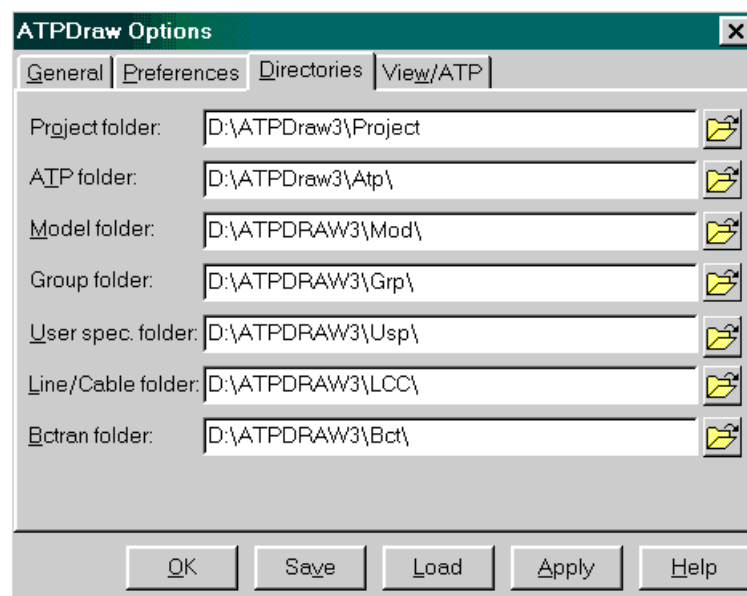 ATPDraw Options
General Preferences Directories View/ATP
Project folder: D:\ATPDraw3\Project
ATP folder: D:\ATPDraw3\Atp\
Model folder: D:\ATPDRAW3\Mod\
Group folder: D:\ATPDRAW3\Grp\
User spec. folder: D:\ATPDRAW3\Usp\
Line/Cable folder: D:\ATPDRAW3\LCC\
Bctran folder: D:\ATPDRAW3\Bct\
OK Save Load Apply Help